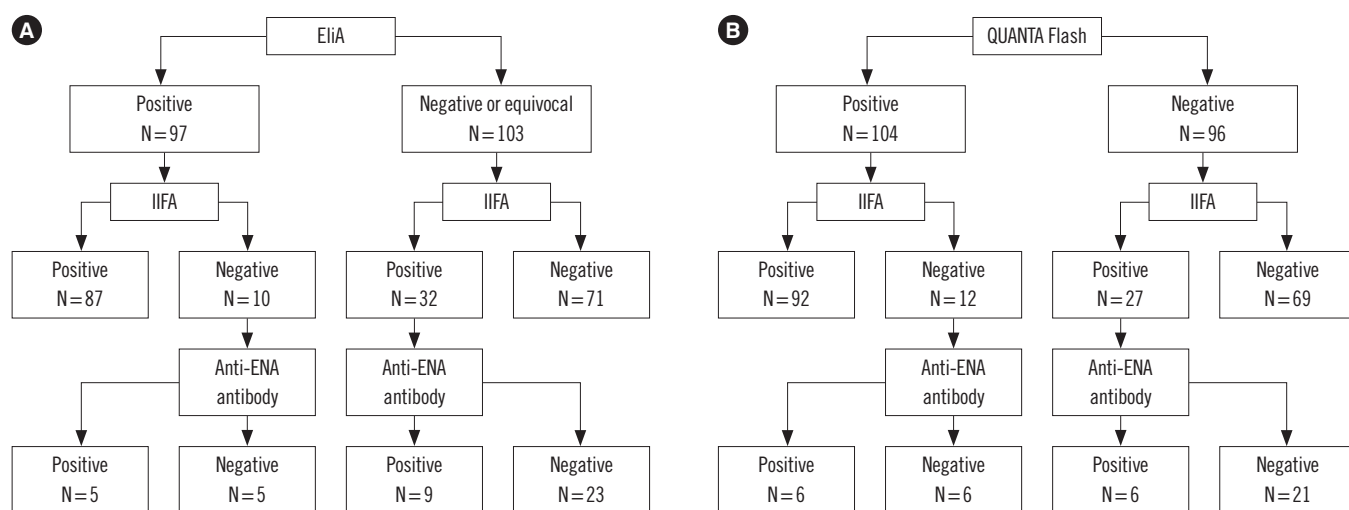 A
EliA
Positive
N=97
Negative or equivocal
N=103
IIFA
IIFA
Positive
N=87
Negative
N=10
Positive
N=32
Negative
N=71
Anti-ENA
antibody
Anti-ENA
antibody
Positive
N=5
Negative
N=5
Positive
N=9
Negative
N=23
B
QUANTA Flash
Positive
N=104
Negative
N=96
IIFA
IIFA
Positive
N=92
Negative
N=12
Positive
N=27
Negative
N=69
Anti-ENA
antibody
Anti-ENA
antibody
Positive
N=6
Negative
N=6
Positive
N=6
Negative
N=21